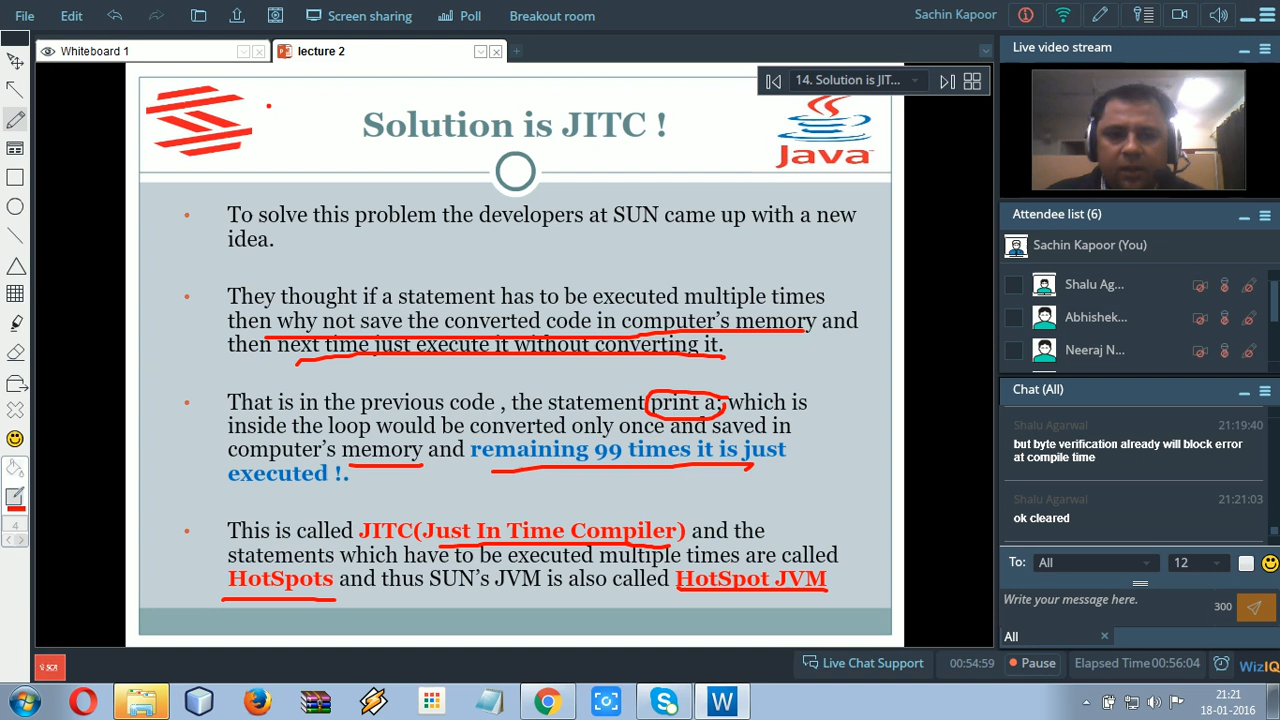 File
Edit
Screen sharing
Poll
Breakout room
Sachin Kapoor
Whiteboard 1
lecture 2
14. Solution is JIT...
Solution is JITC !
Java
To solve this problem the developers at SUN came up with a new
idea.
They thought if a statement has to be executed multiple times
then why not save the converted code in computer's memory and
then next time just execute it without converting it.
That is in the previous code , the statement print a; which is
inside the loop would be converted only once and saved in
computer's memory and remaining 99 times it is just
executed !.
This is called JITC(Just In Time Compiler) and the
statements which have to be executed multiple times are called
HotSpots and thus SUN's JVM is also called HotSpot JVM
4
Live video stream
Attendee list (6)
Sachin Kapoor (You)
Shalu Ag...
Abhishek...
Neeraj N...
Chat (All)
Shalu Agarwal 21:19:40
but byte verification already will block error
at compile time
Shalu Agarwal 21:21:03
ok cleared
To: All 12
Write your message here.
300
All
Live Chat Support
00:54:59
Pause
Elapsed Time 00:56:04
WizIQ
21:21
18-01-2016